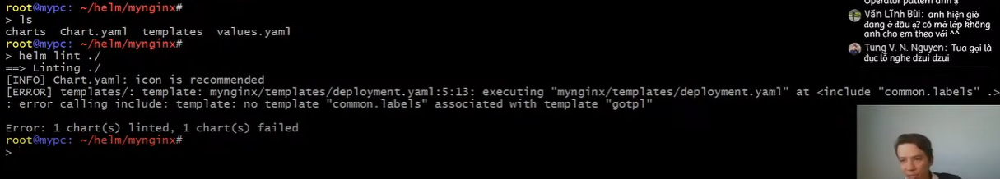 root@mypc: ~/helm/mynginx#
> ls
charts  Chart.yaml  templates  values.yaml
root@mypc: ~/helm/mynginx#
> helm lint ./
==> Linting ./
[INFO] Chart.yaml: icon is recommended
[ERROR] templates/: template: mynginx/templates/deployment.yaml:5:13: executing "mynginx/templates/deployment.yaml" at <include "common.labels" .>
: error calling include: template: no template "common.labels" associated with template "gotpl"
Error: 1 chart(s) linted, 1 chart(s) failed
root@mypc: ~/helm/mynginx#
>
Operator pattern anh ạ
Văn Lĩnh Bùi: anh hiện giờ
đang ở đâu ạ? có mở lớp không
anh cho em theo với ^^
Tung V. N. Nguyen: Tua gọi là
đục lỗ nghe dzui dzui